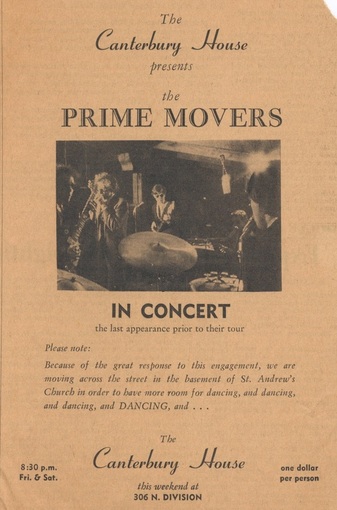 The
Canterbury House
presents
the
PRIME MOVERS
IN CONCERT
the last appearance prior to their tour
Please note:
Because of the great response to this engagement, we are
moving across the street in the basement of St. Andrew's
Church in order to have more room for dancing, and dancing,
and dancing, and DANCING, and . . .
The
Canterbury House
8:30 p.m.
Fri. & Sat.
this weekend at
306 N. DIVISION
one dollar
per person